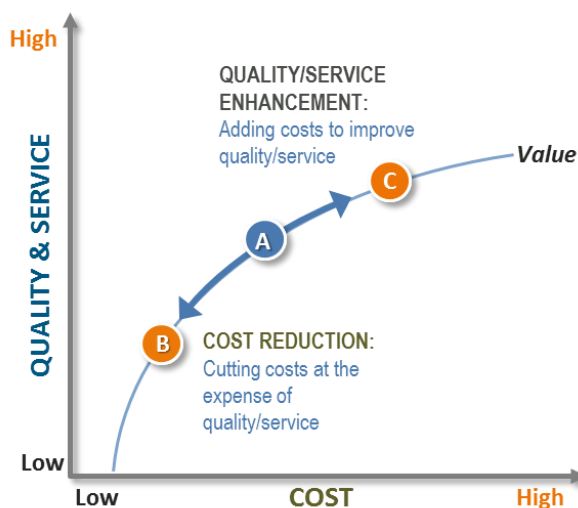 High
QUALITY/SERVICE
ENHANCEMENT:
Adding costs to improve
quality/service
Value
C
A
QUALITY & SERVICE
B
COST REDUCTION:
Cutting costs at the
expense of
quality/service
Low
Low
COST
High